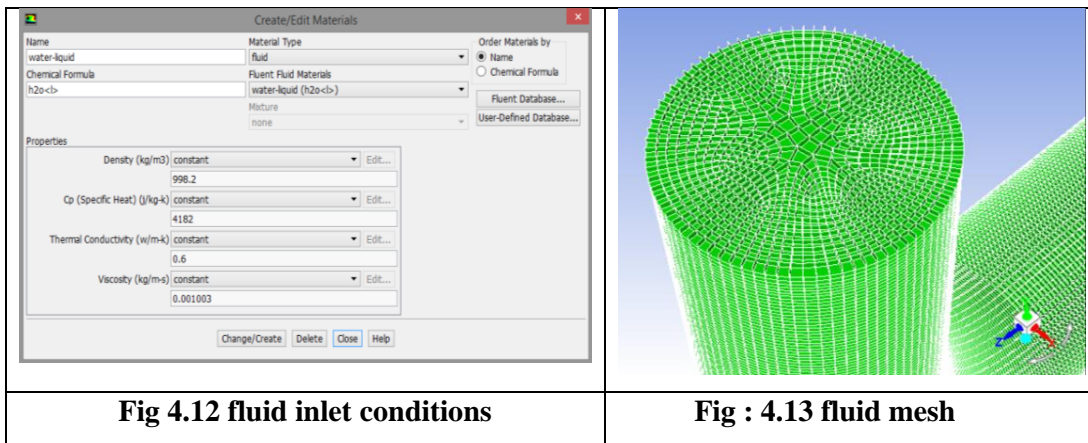 Create/Edit Materials
Name
Material Type
Order Materials by
water-liquid
fluid
Name
Chemical Formula
Chemical Formula
Fluent Fluid Materials
h2o<l>
water-liquid (h2o<l>)
Fluent Database...
Mixture
User-Defined Database...
none
Properties
Density (kg/m3) constant Edit...
998.2
Cp (Specific Heat) (j/kg-k) constant Edit...
4182
Thermal Conductivity (w/m-k) constant Edit...
0.6
Viscosity (kg/m-s) constant Edit...
0.001003
Change/Create Delete Close Help
Fig 4.12 fluid inlet conditions
Fig : 4.13 fluid mesh